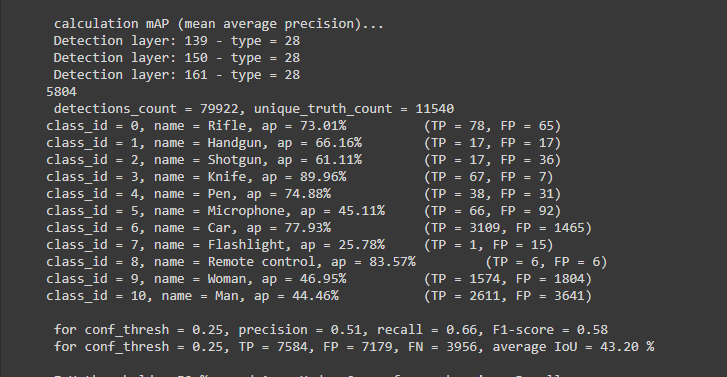 calculation mAP (mean average precision)...
Detection layer: 139 - type = 28
Detection layer: 150 - type = 28
Detection layer: 161 - type = 28
5804
detections_count = 79922, unique_truth_count = 11540
class_id = 0, name = Rifle, ap = 73.01% (TP = 78, FP = 65)
class_id = 1, name = Handgun, ap = 66.16% (TP = 17, FP = 17)
class_id = 2, name = Shotgun, ap = 61.11% (TP = 17, FP = 36)
class_id = 3, name = Knife, ap = 89.96% (TP = 67, FP = 7)
class_id = 4, name = Pen, ap = 74.88% (TP = 38, FP = 31)
class_id = 5, name = Microphone, ap = 45.11% (TP = 66, FP = 92)
class_id = 6, name = Car, ap = 77.93% (TP = 3109, FP = 1465)
class_id = 7, name = Flashlight, ap = 25.78% (TP = 1, FP = 15)
class_id = 8, name = Remote control, ap = 83.57% (TP = 6, FP = 6)
class_id = 9, name = Woman, ap = 46.95% (TP = 1574, FP = 1804)
class_id = 10, name = Man, ap = 44.46% (TP = 2611, FP = 3641)
for conf_thresh = 0.25, precision = 0.51, recall = 0.66, F1-score = 0.58
for conf_thresh = 0.25, TP = 7584, FP = 7179, FN = 3956, average IoU = 43.20 %